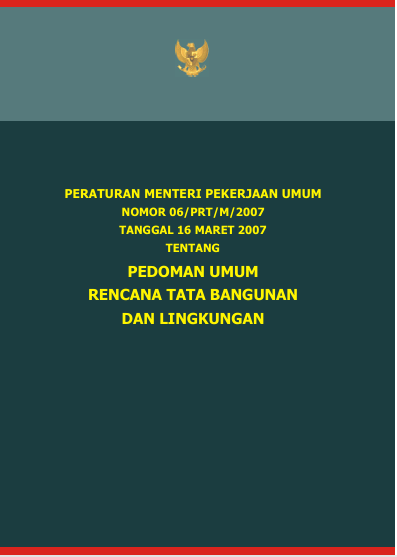 PERATURAN MENTERI PEKERJAAN UMUM
NOMOR 06/PRT/M/2007
TANGGAL 16 MARET 2007
TENTANG
PEDOMAN UMUM
RENCANA TATA BANGUNAN
DAN LINGKUNGAN